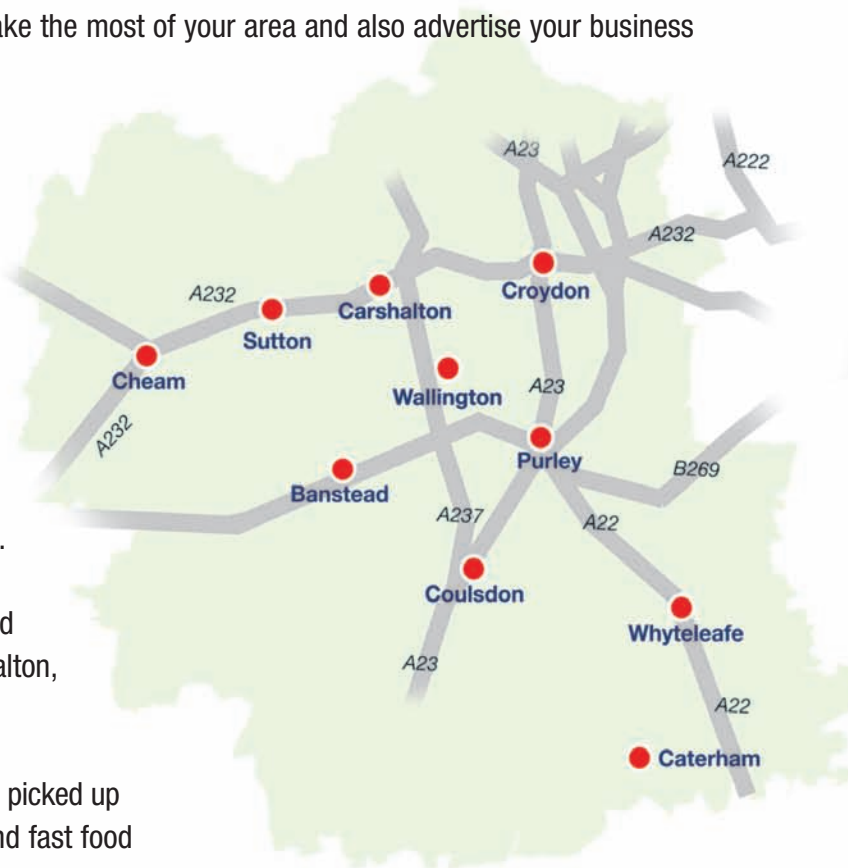 ake the most of your area and also advertise your business
A23
A222
A232
A232
Croydon
Carshalton
Sutton
Cheam
Wallington
A23
A232
Purley
B269
Banstead
A237
A22
.
Coulsdon
d
Whyteleafe
alton,
A23
A22
Caterham
picked up
nd fast food